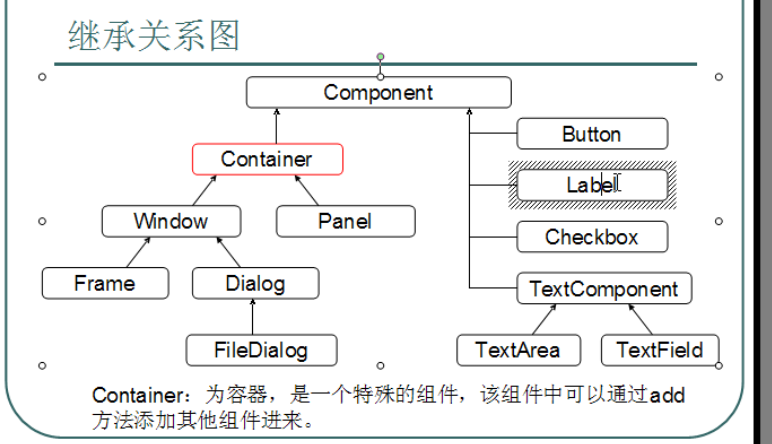 继承关系图
Component
Button
Container
Label
Window
Panel
Checkbox
Frame
Dialog
TextComponent
FileDialog
TextArea
TextField
Container：为容器，是一个特殊的组件，该组件中可以通过add
方法添加其他组件进来。